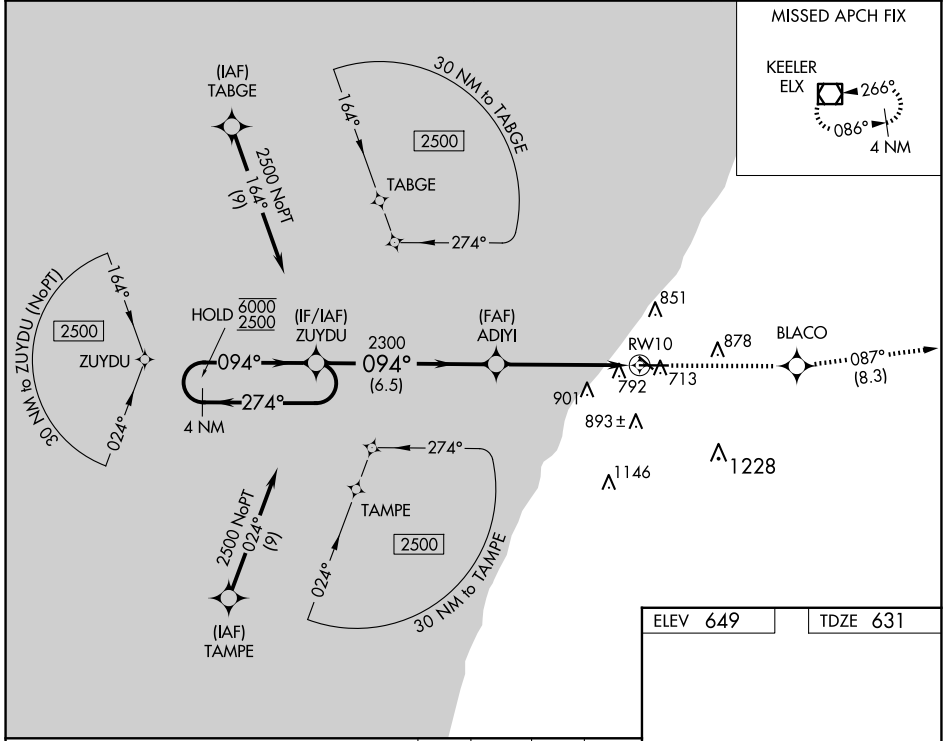 MISSED APCH FIX
KEELER
ELX
266°
086°
4 NM
(IAF)
TABGE
2500 NoPT
164°
(9)
30 NM to TABGE
164°
2500
TABGE
274°
30 NM to ZUYDU (NoPT)
164°
2500
ZUYDU
024°
HOLD
6000
2500
(IF/IAF)
ZUYDU
094°
274°
4 NM
2300
094°
(6.5)
(FAF)
ADIYI
851
RW10
878
BLACO
087°
(8.3)
792
713
901
893±
1146
1228
274°
TAMPE
2500
024°
30 NM to TAMPE
2500 NoPT
024°
(9)
(IAF)
TAMPE
ELEV 649
TDZE 631